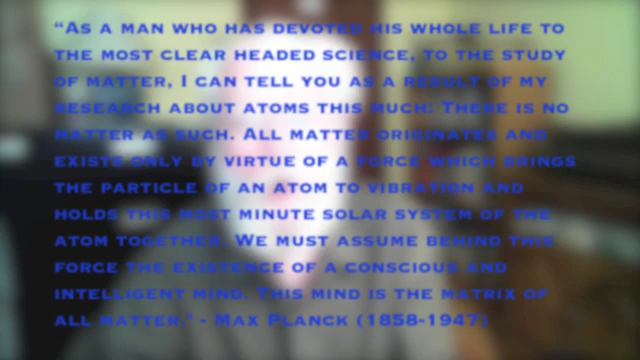 “As a man who has devoted his whole life to
the most clear headed science, to the study
of matter, I can tell you as a result of my
research about atoms this much: There is no
matter as such. All matter originates and
exists only by virtue of a force which brings
the particle of an atom to vibration and
holds this most minute solar system of the
atom together. We must assume behind this
force the existence of a conscious and
intelligent mind. This mind is the matrix of
all matter." - Max Planck (1858-1947)